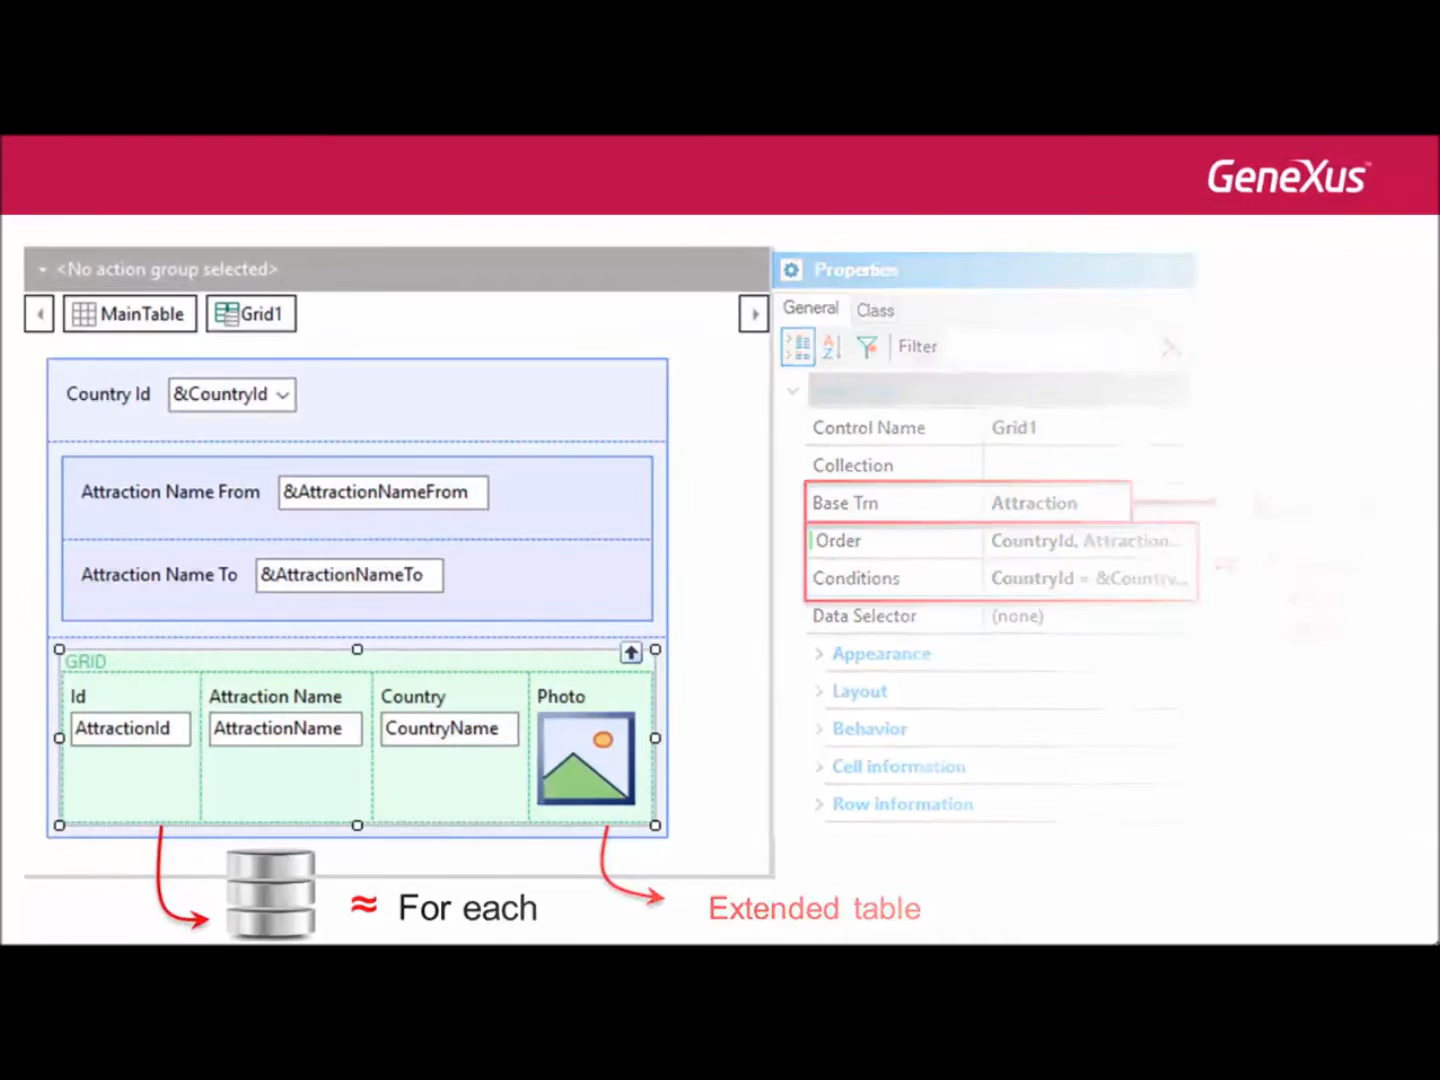 GeneXus
<No action group selected>
MainTable
Grid1
Country Id
&CountryId
Attraction Name From
&AttractionNameFrom
Attraction Name To
&AttractionNameTo
GRID
Id
Attraction Name
Country
Photo
AttractionId
AttractionName
CountryName
≈ For each
Extended table
Properties
General
Class
Filter
Control Name
Grid1
Collection
Base Trn
Attraction
Order
CountryId, Attraction...
Conditions
CountryId = &Country...
Data Selector
(none)
Appearance
Layout
Behavior
Cell information
Row information